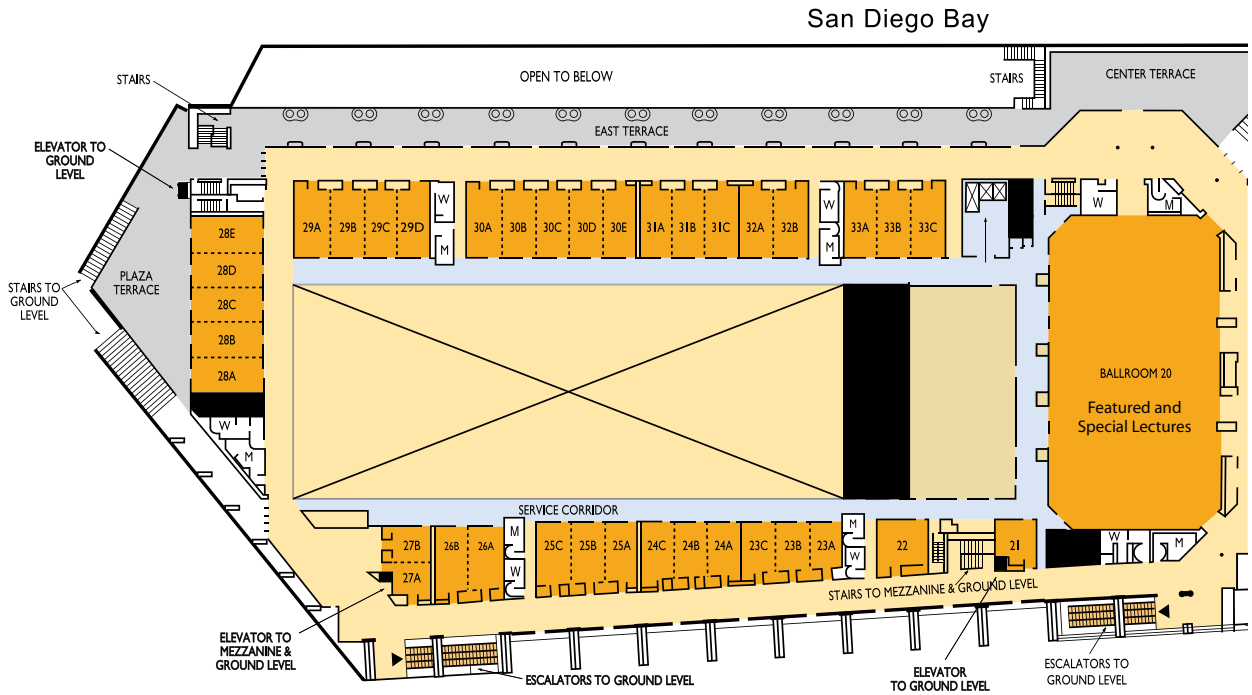 San Diego Bay
STAIRS
OPEN TO BELOW
STAIRS
CENTER TERRACE
EAST TERRACE
ELEVATOR TO
GROUND
LEVEL
29A
29B
29C
29D
W
M
30A
30B
30C
30D
30E
31A
31B
31C
32A
32B
W
M
33A
33B
33C
W
M
28E
28D
28C
28B
28A
PLAZA
TERRACE
STAIRS TO
GROUND
LEVEL
W
M
BALLROOM 20
Featured and
Special Lectures
SERVICE CORRIDOR
27B
27A
26B
26A
M
W
25C
25B
25A
24C
24B
24A
23C
23B
23A
M
W
22
21
W
M
STAIRS TO MEZZANINE & GROUND LEVEL
ELEVATOR TO
MEZZANINE &
GROUND LEVEL
ESCALATORS TO GROUND LEVEL
ELEVATOR
TO GROUND LEVEL
ESCALATORS TO
GROUND LEVEL